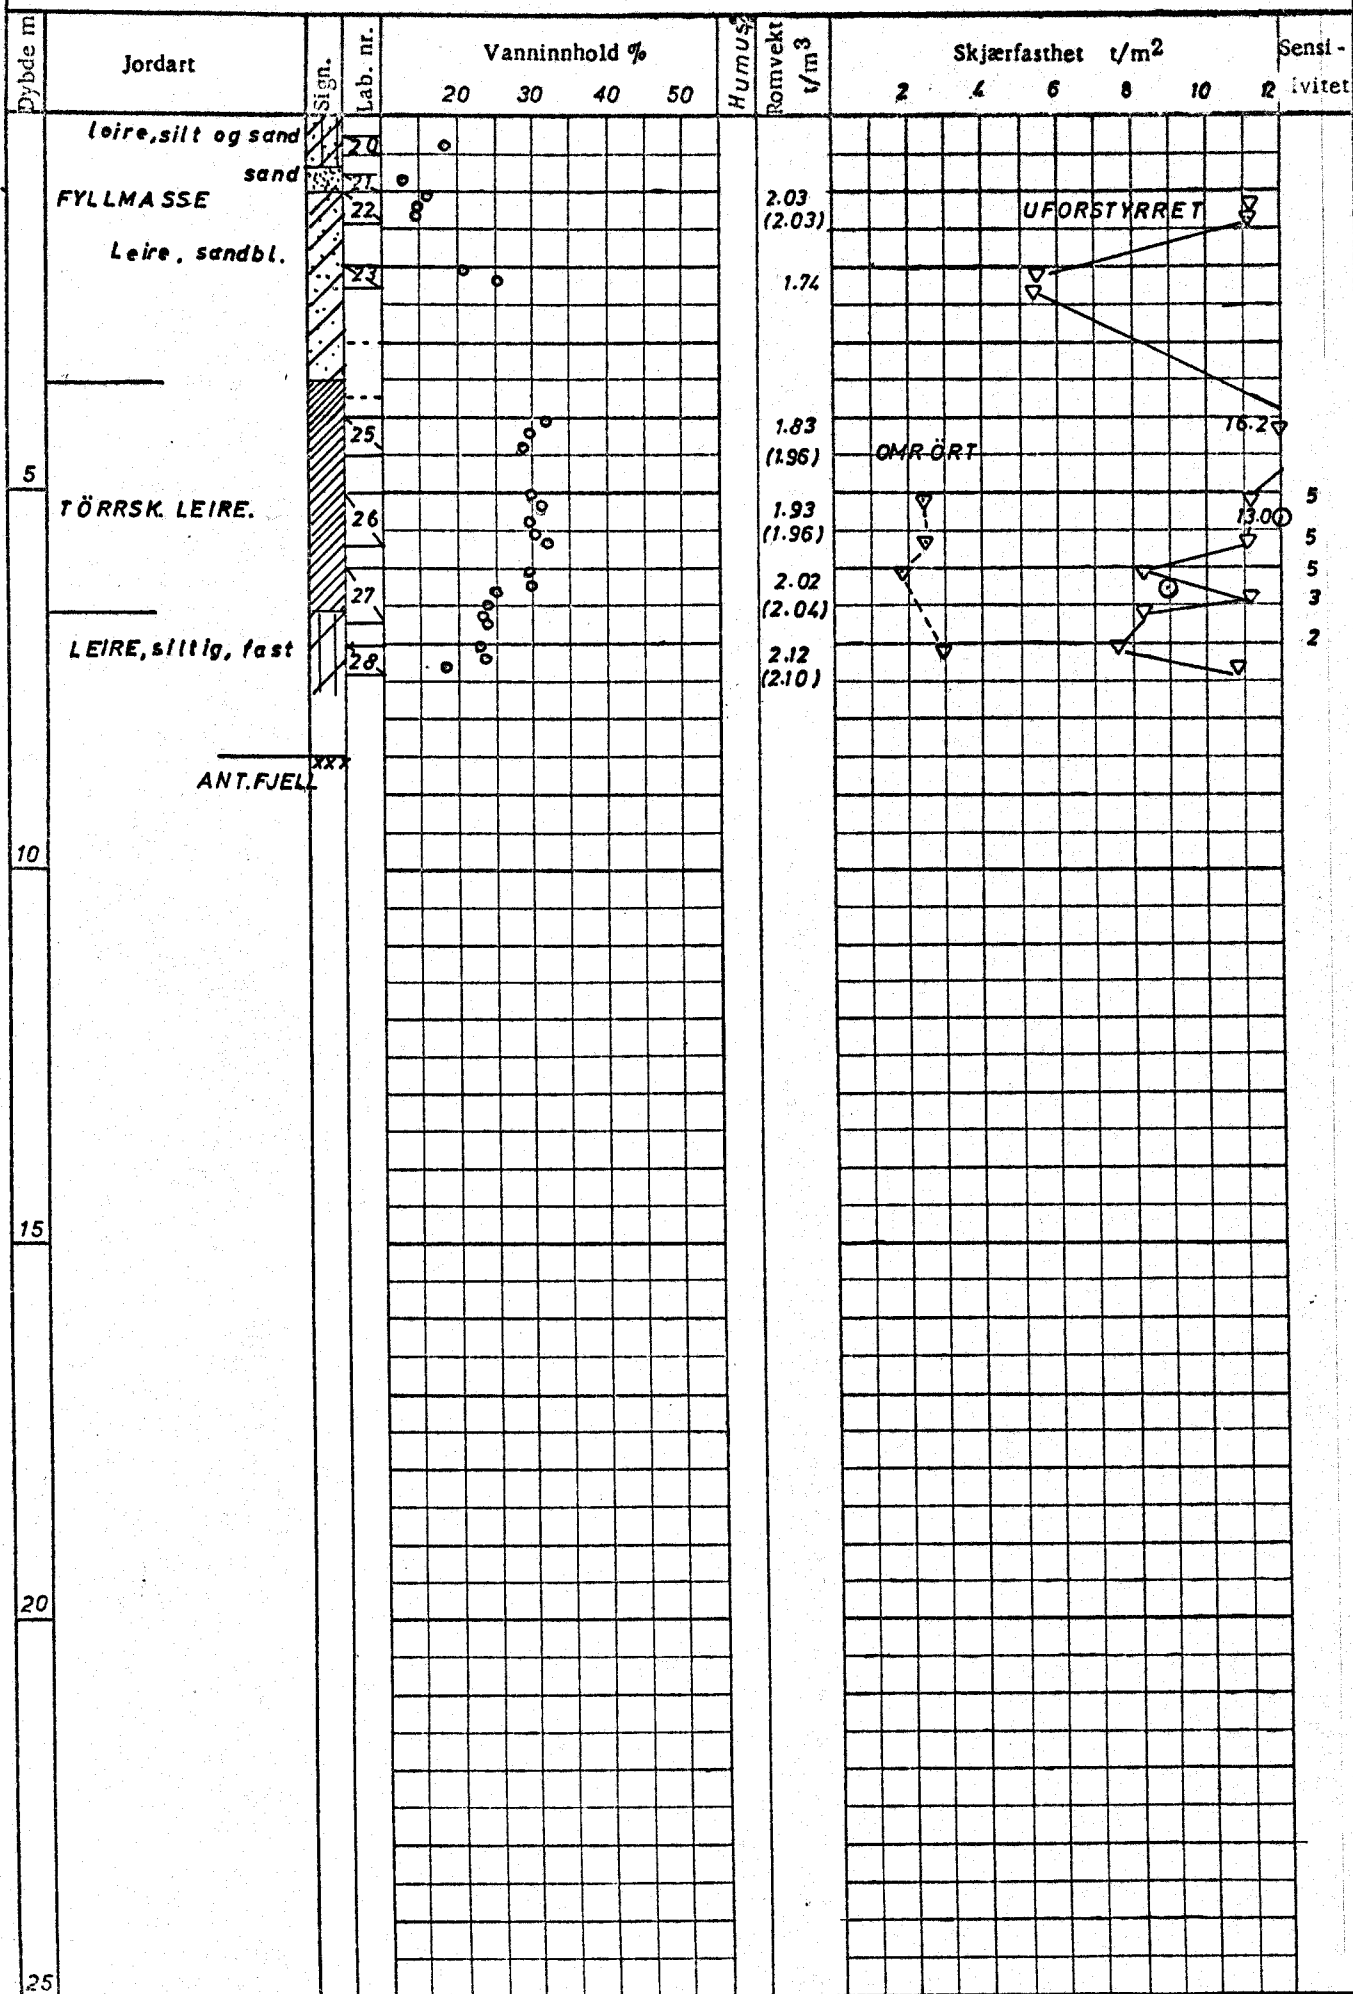 Dybde m
Jordart
Sign.
Lab. nr.
Vanninnhold %
20 30 40 50
Humus%
Romvekt t/m³
Skjærfasthet t/m²
2 4 6 8 10 12
Sensi-
ivitet
leire, silt og sand
20
sand
21
FYLLMASSE
22
2.03
(2.03)
UFORSTYRRET
Leire, sandbl.
23
1.74
25
1.83
(1.96)
OMRÖRT
16.2
5
TÖRRSK. LEIRE.
26
1.93
(1.96)
13.0
5
5
27
2.02
(2.04)
5
3
LEIRE, siltig, fast
28
2.12
(2.10)
2
xxx
ANT. FJELL
10
15
20
25